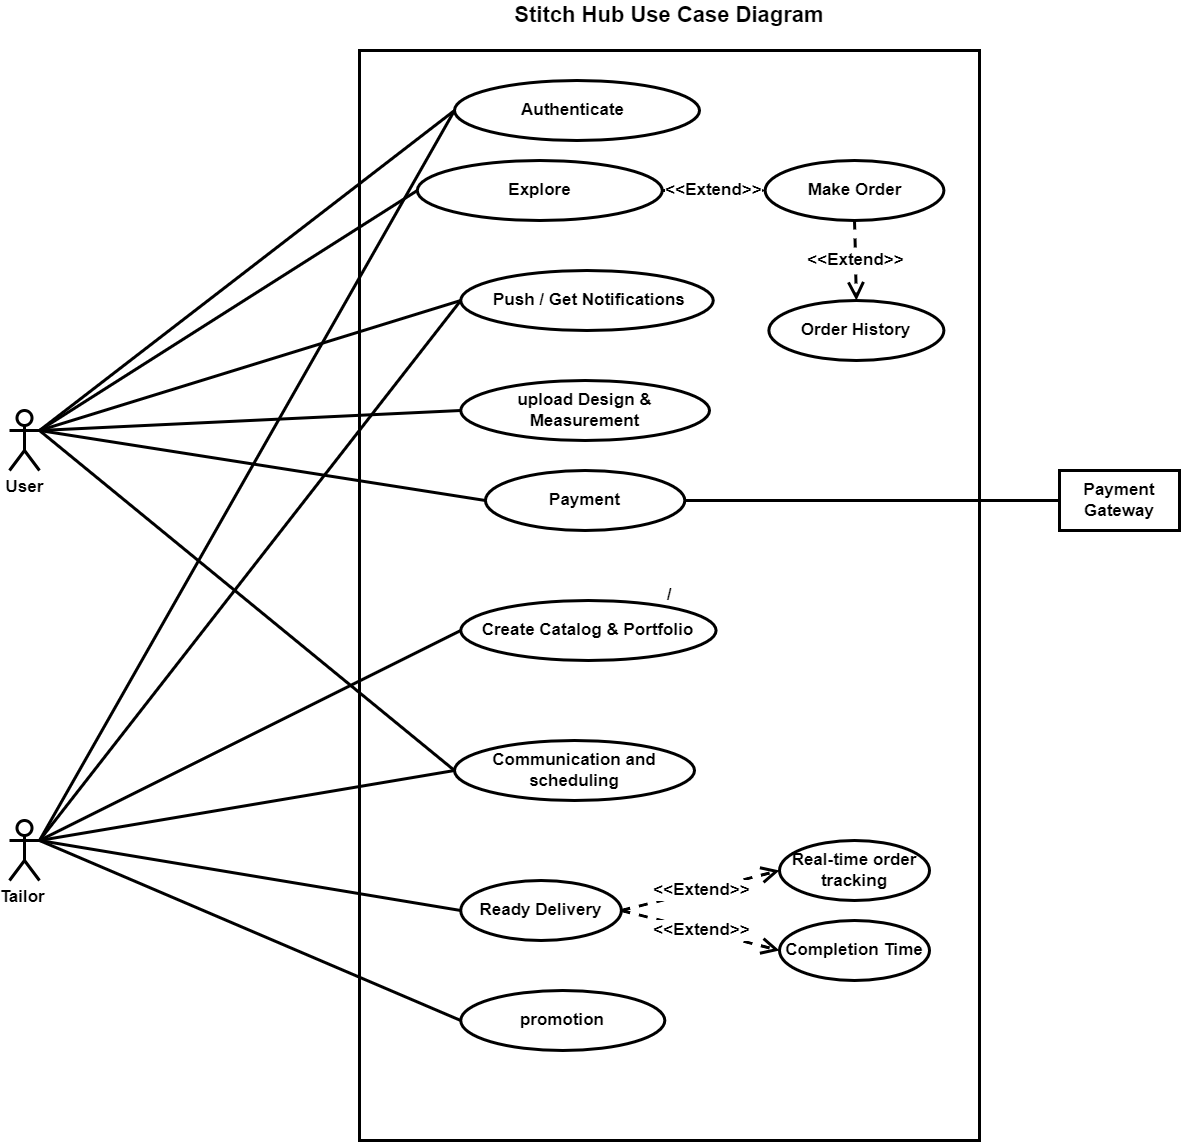 Stitch Hub Use Case Diagram
Authenticate
Explore
<<Extend>>
Make Order
<<Extend>>
Push / Get Notifications
Order History
upload Design &
Measurement
User
Payment
Payment
Gateway
/
Create Catalog & Portfolio
Communication and
scheduling
Tailor
Real-time order
tracking
<<Extend>>
Ready Delivery
<<Extend>>
Completion Time
promotion